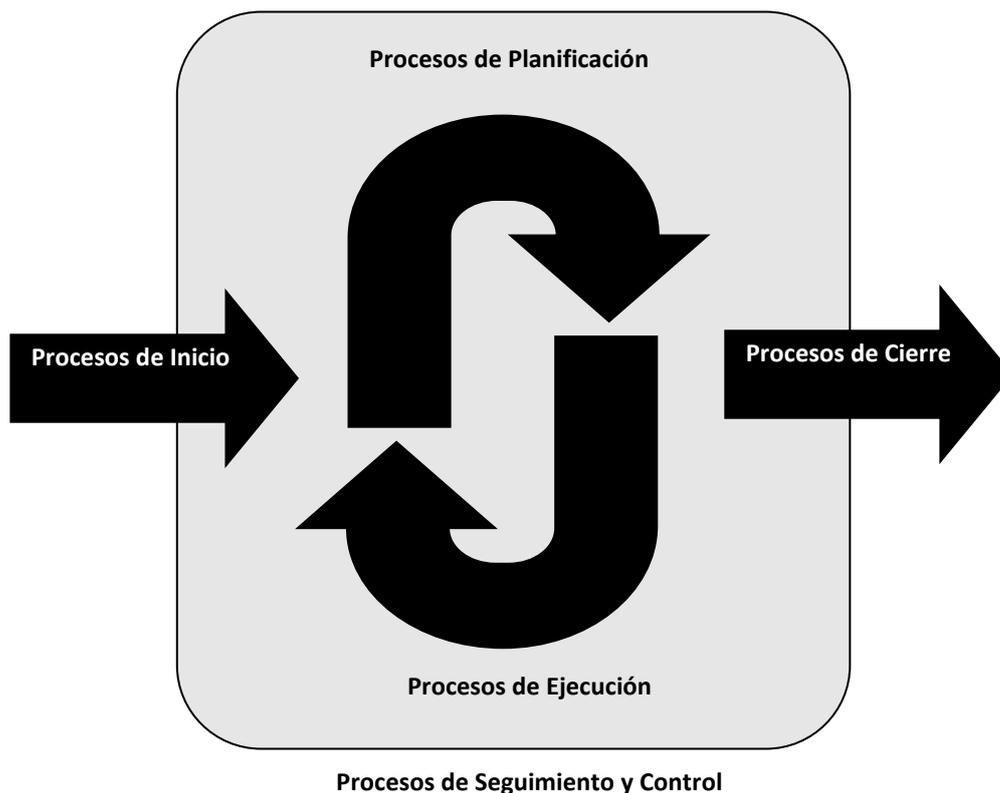 Procesos de Planificación
Procesos de Inicio
Procesos de Cierre
Procesos de Ejecución
Procesos de Seguimiento y Control